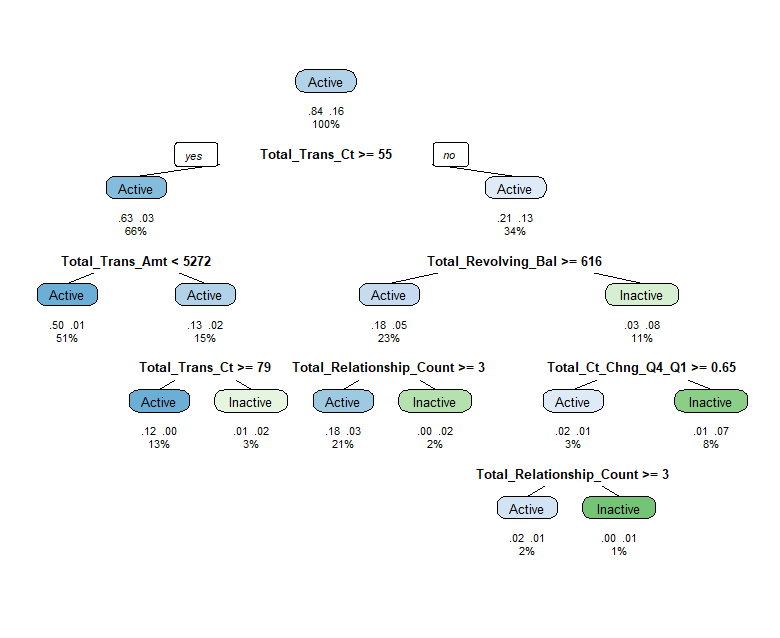 Active
.84 .16
100%
yes Total_Trans_Ct >= 55 no
Active Active
.63 .03 .21 .13
66% 34%
Total_Trans_Amt < 5272 Total_Revolving_Bal >= 616
Active Active Active Inactive
.50 .01 .13 .02 .18 .05 .03 .08
51% 15% 23% 11%
Total_Trans_Ct >= 79 Total_Relationship_Count >= 3 Total_Ct_Chng_Q4_Q1 >= 0.65
Active Inactive Active Inactive Active Inactive
.12 .00 .01 .02 .18 .03 .00 .02 .02 .01 .01 .07
13% 3% 21% 2% 3% 8%
Total_Relationship_Count >= 3
Active Inactive
.02 .01 .00 .01
2% 1%